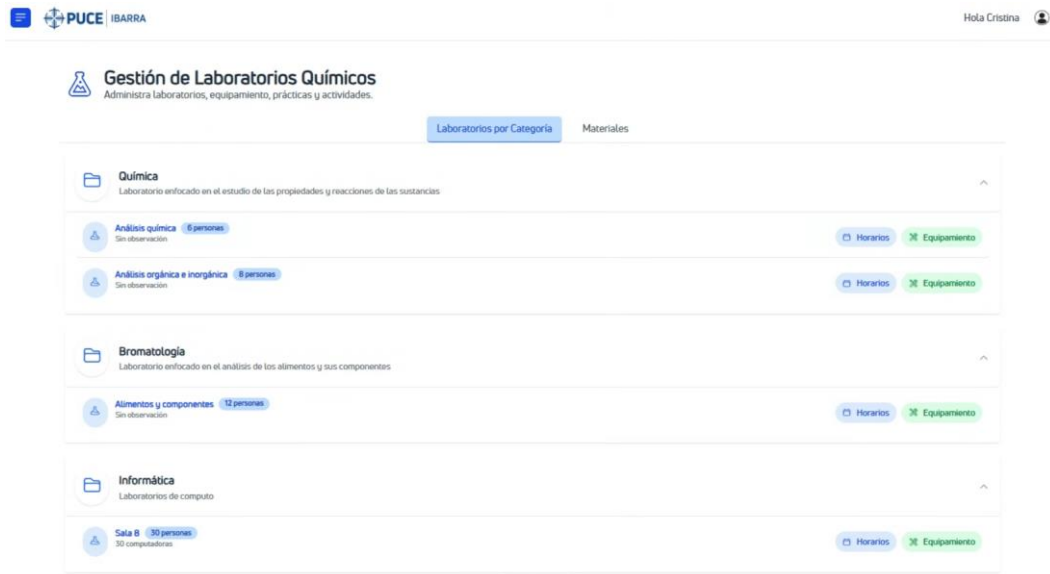 PUCE IBARRA
Hola Cristina
Gestión de Laboratorios Químicos
Administra laboratorios, equipamiento, prácticas y actividades.
Laboratorios por Categoría Materiales
Química
Laboratorio enfocado en el estudio de las propiedades y reacciones de las sustancias
Análisis química 6 personas
Sin observación
Horarios Equipamiento
Análisis orgánica e inorgánica 8 personas
Sin observación
Horarios Equipamiento
Bromatología
Laboratorio enfocado en el análisis de los alimentos y sus componentes
Alimentos y componentes 12 personas
Sin observación
Horarios Equipamiento
Informática
Laboratorios de computo
Sala B 30 personas
30 computadoras
Horarios Equipamiento